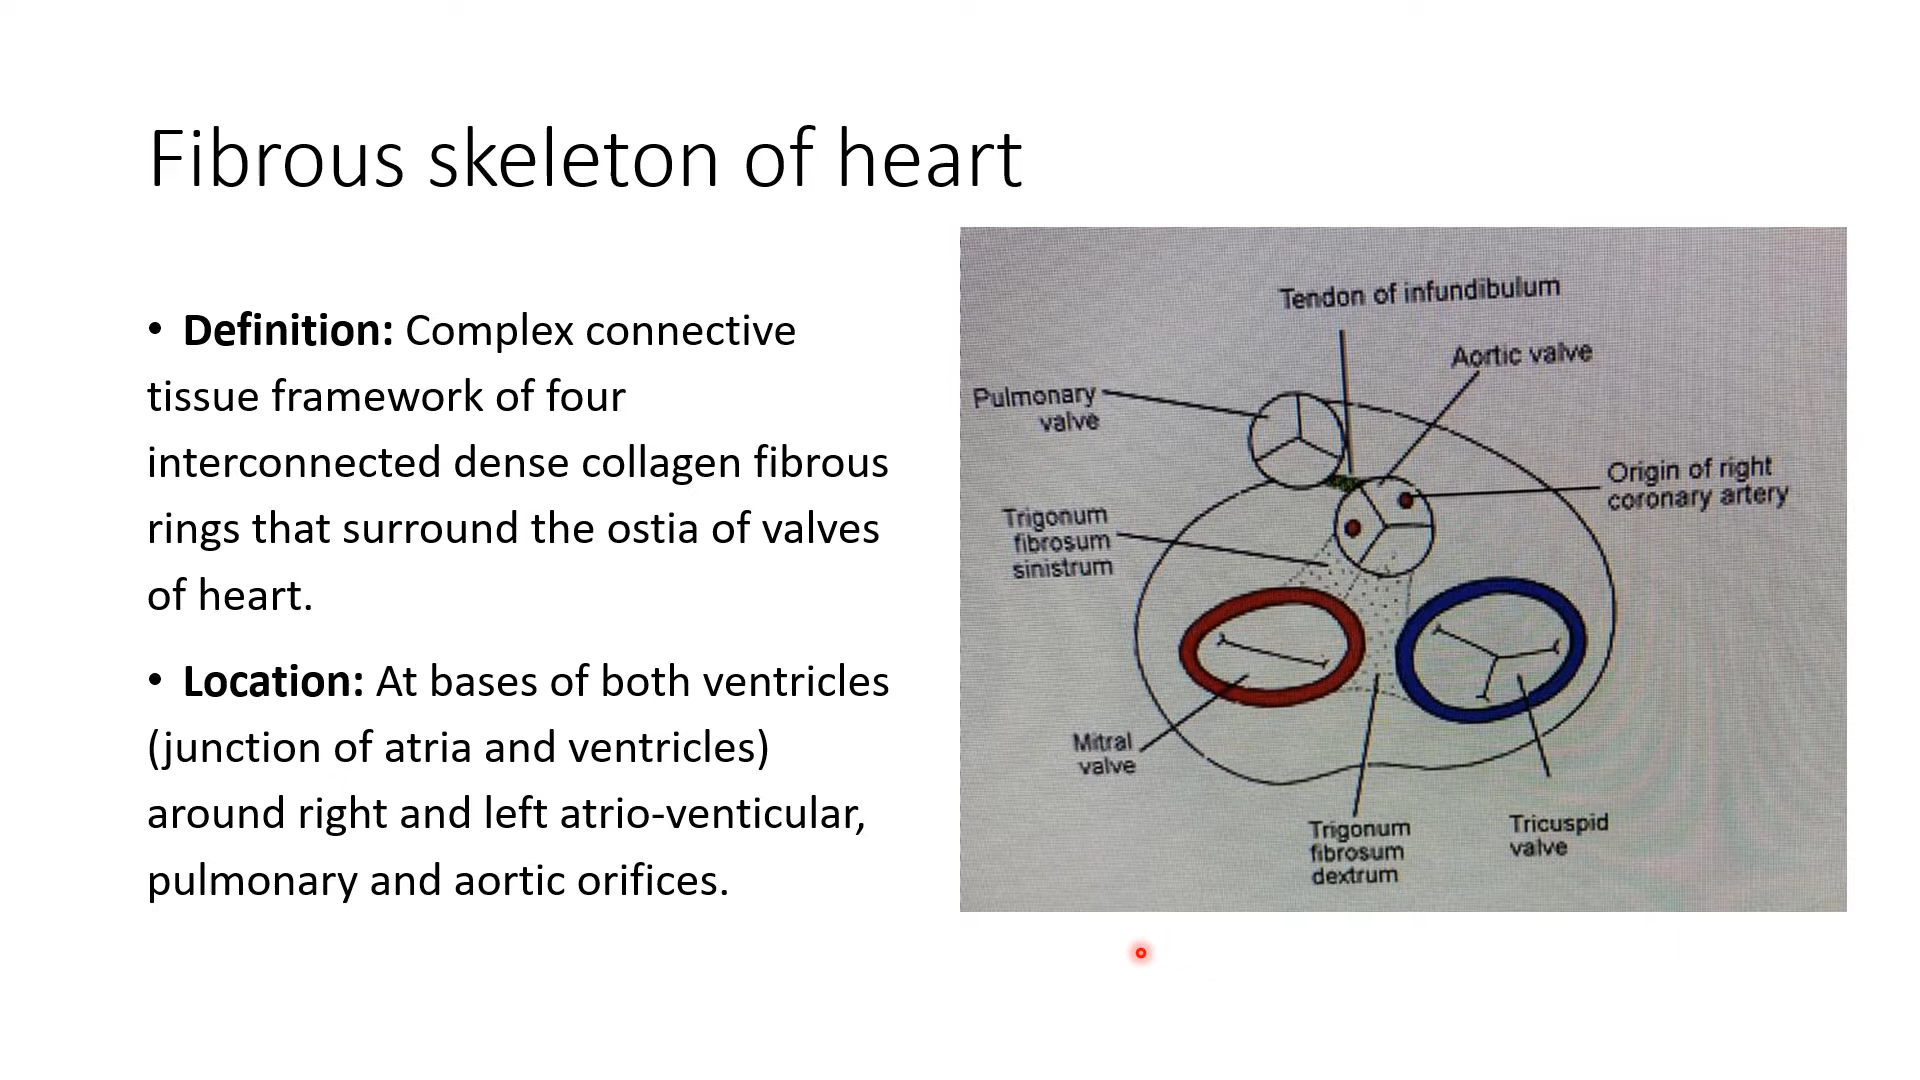 Fibrous skeleton of heart
• Definition: Complex connective
tissue framework of four
interconnected dense collagen fibrous
rings that surround the ostia of valves
of heart.
• Location: At bases of both ventricles
(junction of atria and ventricles)
around right and left atrio-venticular,
pulmonary and aortic orifices.
Tendon of infundibulum
Aortic valve
Pulmonary
valve
Origin of right
coronary artery
Trigonum
fibrosum
sinistrum
Mitral
valve
Trigonum
fibrosum
dextrum
Tricuspid
valve